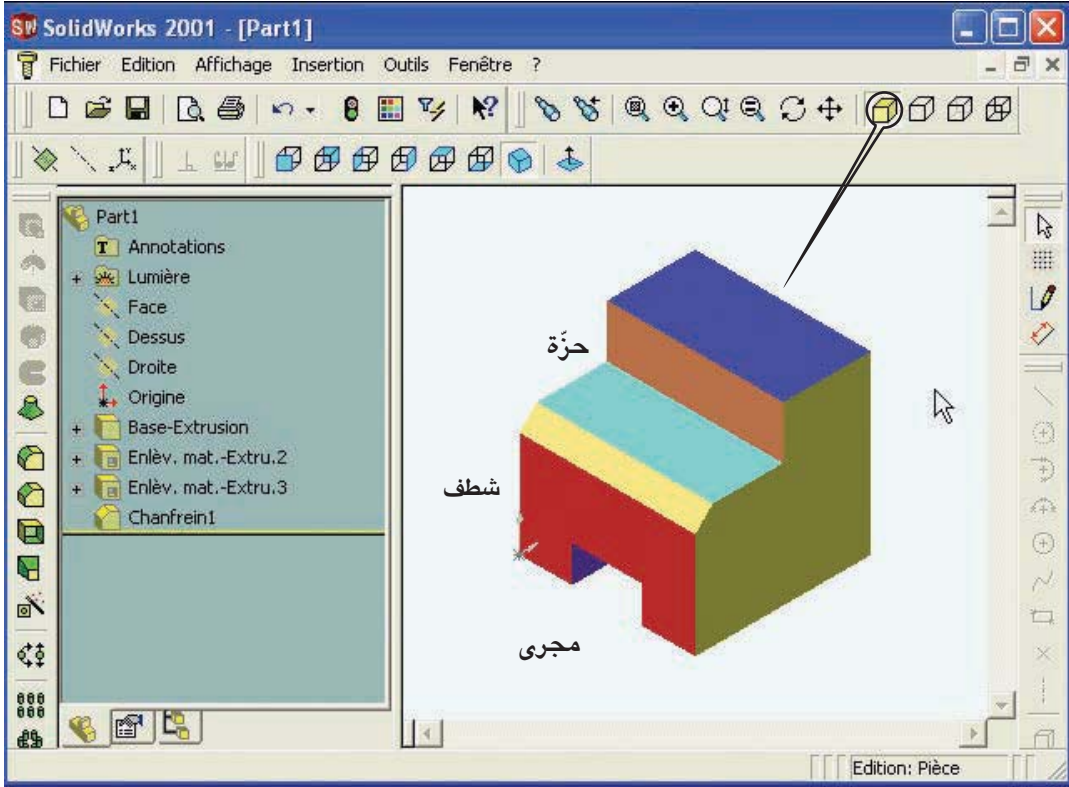 SolidWorks 2001 - [Part1]
Fichier Edition Affichage Insertion Outils Fenêtre ?
Part1
Annotations
Lumière
Face
Dessus
Droite
Origine
Base-Extrusion
Enlèv. mat.-Extru.2
Enlèv. mat.-Extru.3
Chanfrein1
حزّة
شطف
مجرى
Edition: Pièce